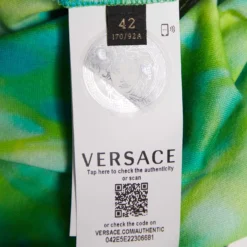 42
170/92A
VERSACE
Tap here to check the authenticity
or scan
or check the code on
VERSACE.COM/AUTHENTIC
042E5E22306681